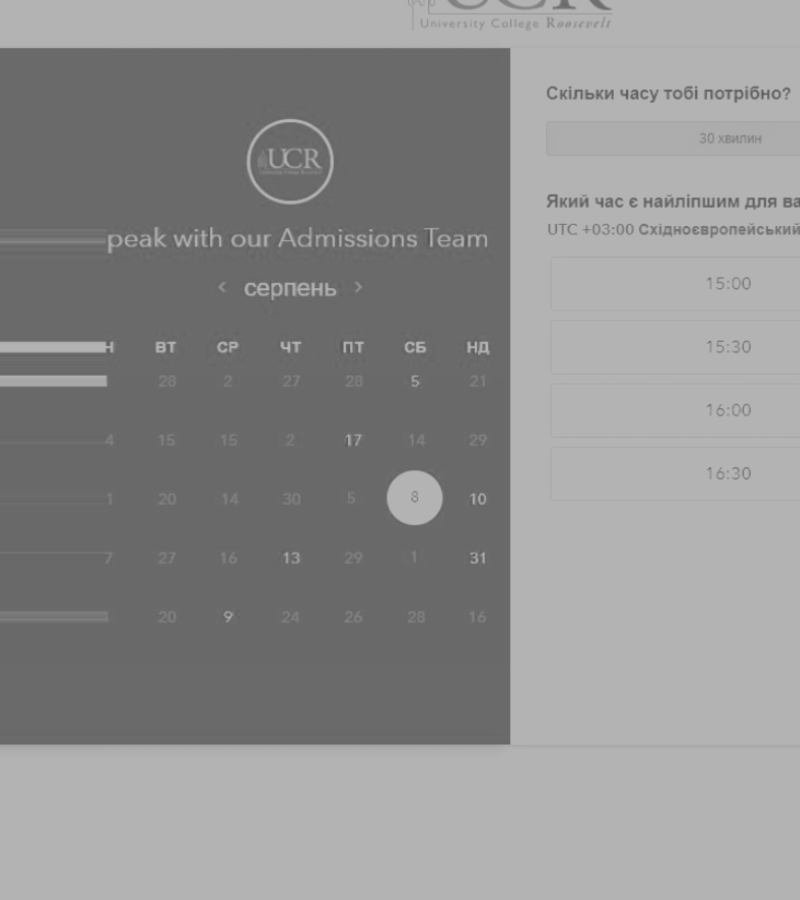 UCR
University College Roosevelt
UCR
peak with our Admissions Team
< серпень >
Н ВТ СР ЧТ ПТ СБ НД
28 2 27 28 5 21
4 15 15 2 17 14 29
1 20 14 30 5 8 10
7 27 16 13 29 1 31
20 9 24 26 28 16
Скільки часу тобі потрібно?
30 хвилин
Який час є найліпшим для ва
UTC +03:00 Східноєвропейський
15:00
15:30
16:00
16:30